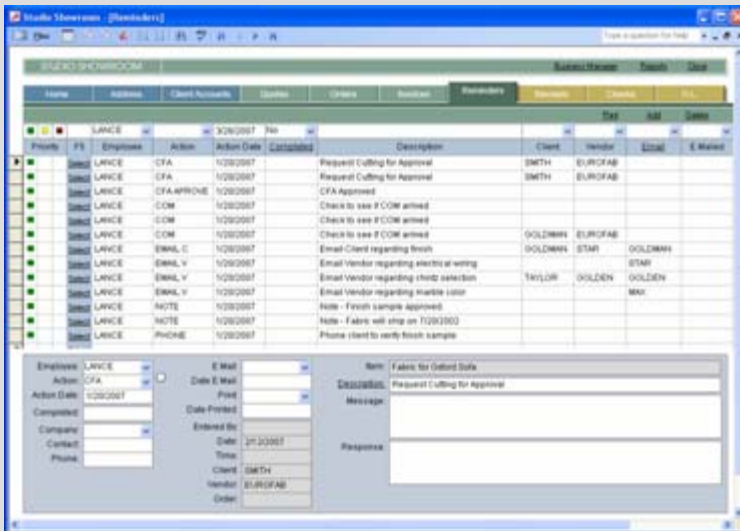 Studio Showroom - [Reminders]
Type a question for help
STUDIO SHOWROOM Business Manager Reports Close
Home Address Client Accounts Quotes Orders Invoices Reminders Receipts Checks G.L.
Print Add Delete
LANCE 3/28/2007 No
Priority FS Employee Action Action Date Completed Description Client Vendor Email E Mailed
Select LANCE CFA 1/20/2007 Request Cutting for Approval SMITH EUROFAB
Select LANCE CFA 1/20/2007 Request Cutting for Approval SMITH EUROFAB
Select LANCE CFA APPROVE 1/20/2007 CFA Approved
Select LANCE COM 1/20/2007 Check to see if COM arrived
Select LANCE COM 1/20/2007 Check to see if COM arrived
Select LANCE COM 1/20/2007 Check to see if COM arrived GOLDMAN EUROFAB
Select LANCE EMAIL C 1/20/2007 Email Client regarding finish GOLDMAN STAR GOLDMAN
Select LANCE EMAIL V 1/20/2007 Email Vendor regarding electrical wiring STAR
Select LANCE EMAIL V 1/20/2007 Email Vendor regarding chintz selection TAYLOR GOLDEN GOLDEN
Select LANCE EMAIL V 1/20/2007 Email Vendor regarding marble color MAX
Select LANCE NOTE 1/20/2007 Note - Finish sample approved
Select LANCE NOTE 1/20/2007 Note - Fabric will ship on 7/20/2002
Select LANCE PHONE 1/20/2007 Phone client to verify finish sample
Employee: LANCE E Mail: Item: Fabric for Oxford Sofa
Action: CFA Date E Mail: Description: Request Cutting for Approval
Action Date: 1/20/2007 Print: Message:
Completed: Date Printed:
Company: Entered By:
Contact: Date: 2/12/2007 Response:
Phone: Time:
Client: SMITH
Vendor: EUROFAB
Order: